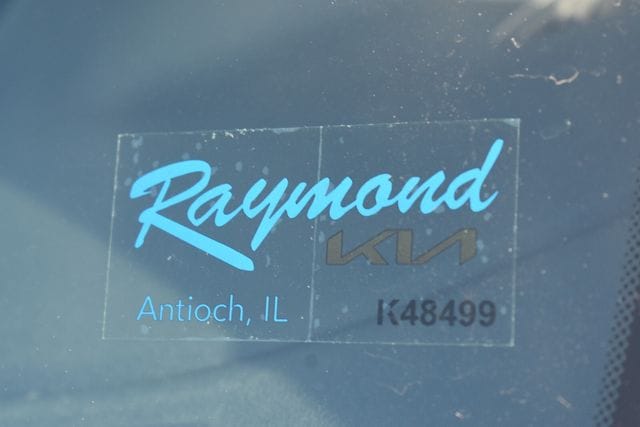 Raymond
KIA
Antioch, IL
K48499